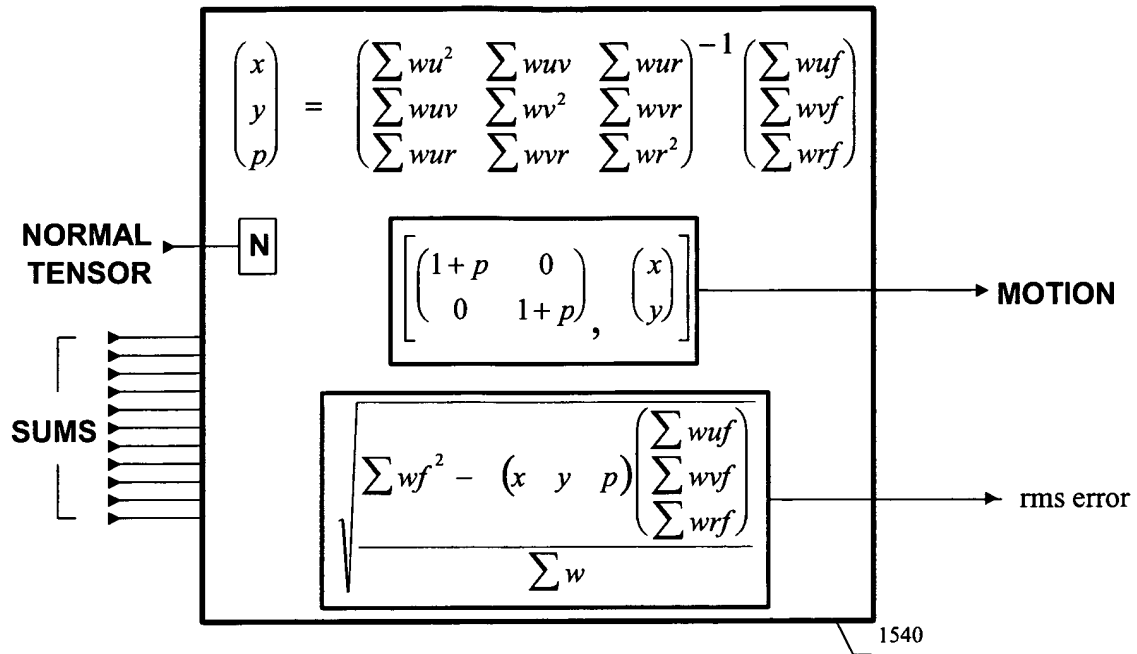 (x y p) = (∑wu² ∑wuv ∑wur
∑wuv ∑wv² ∑wvr
∑wur ∑wvr ∑wr²)⁻¹ (∑wuf
∑wvf
∑wrf)
NORMAL
TENSOR
N
[(1+p 0
0 1+p), (x
y)]
MOTION
SUMS
√ ∑wf² − (x y p) (∑wuf
∑wvf
∑wrf)
∑w
rms error
1540